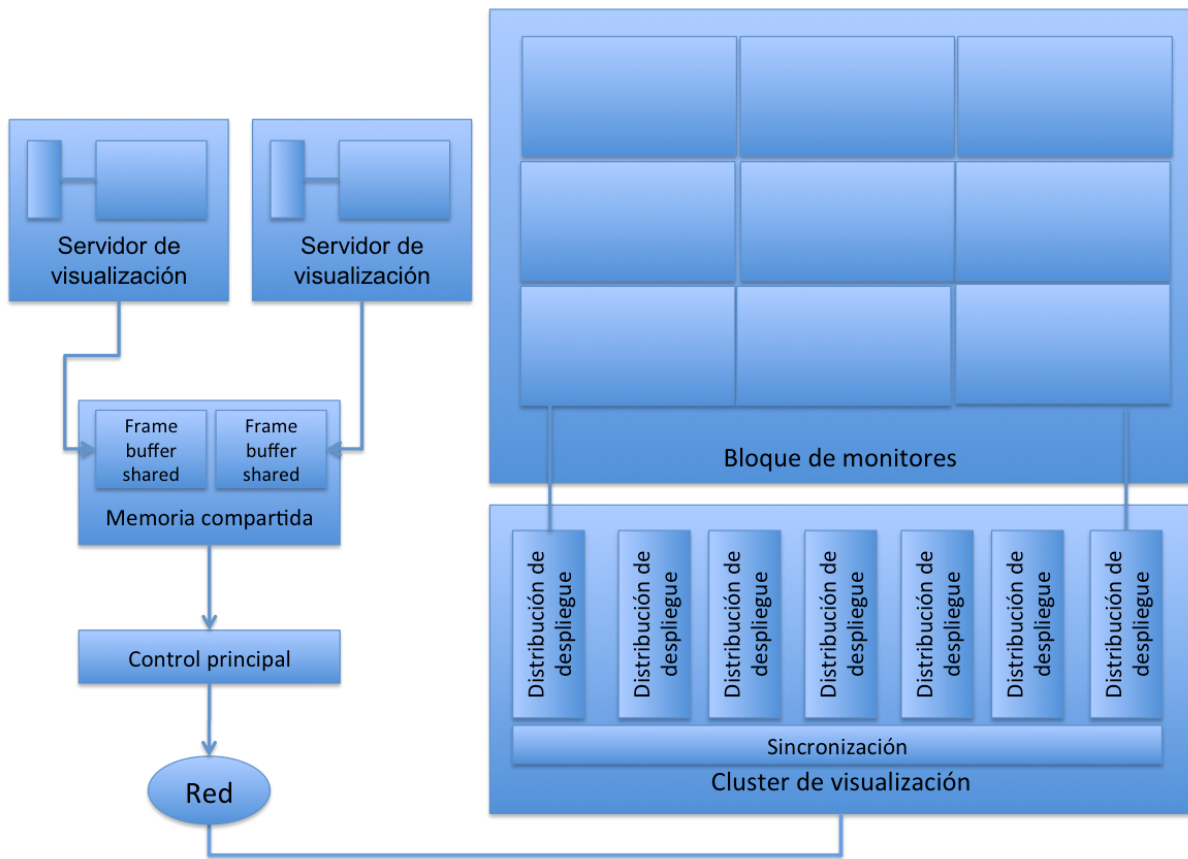 Servidor de
visualización
Servidor de
visualización
Frame
buffer
shared
Frame
buffer
shared
Memoria compartida
Control principal
Red
Bloque de monitores
Distribución de
despliegue
Distribución de
despliegue
Distribución de
despliegue
Distribución de
despliegue
Distribución de
despliegue
Distribución de
despliegue
Distribución de
despliegue
Sincronización
Cluster de visualización